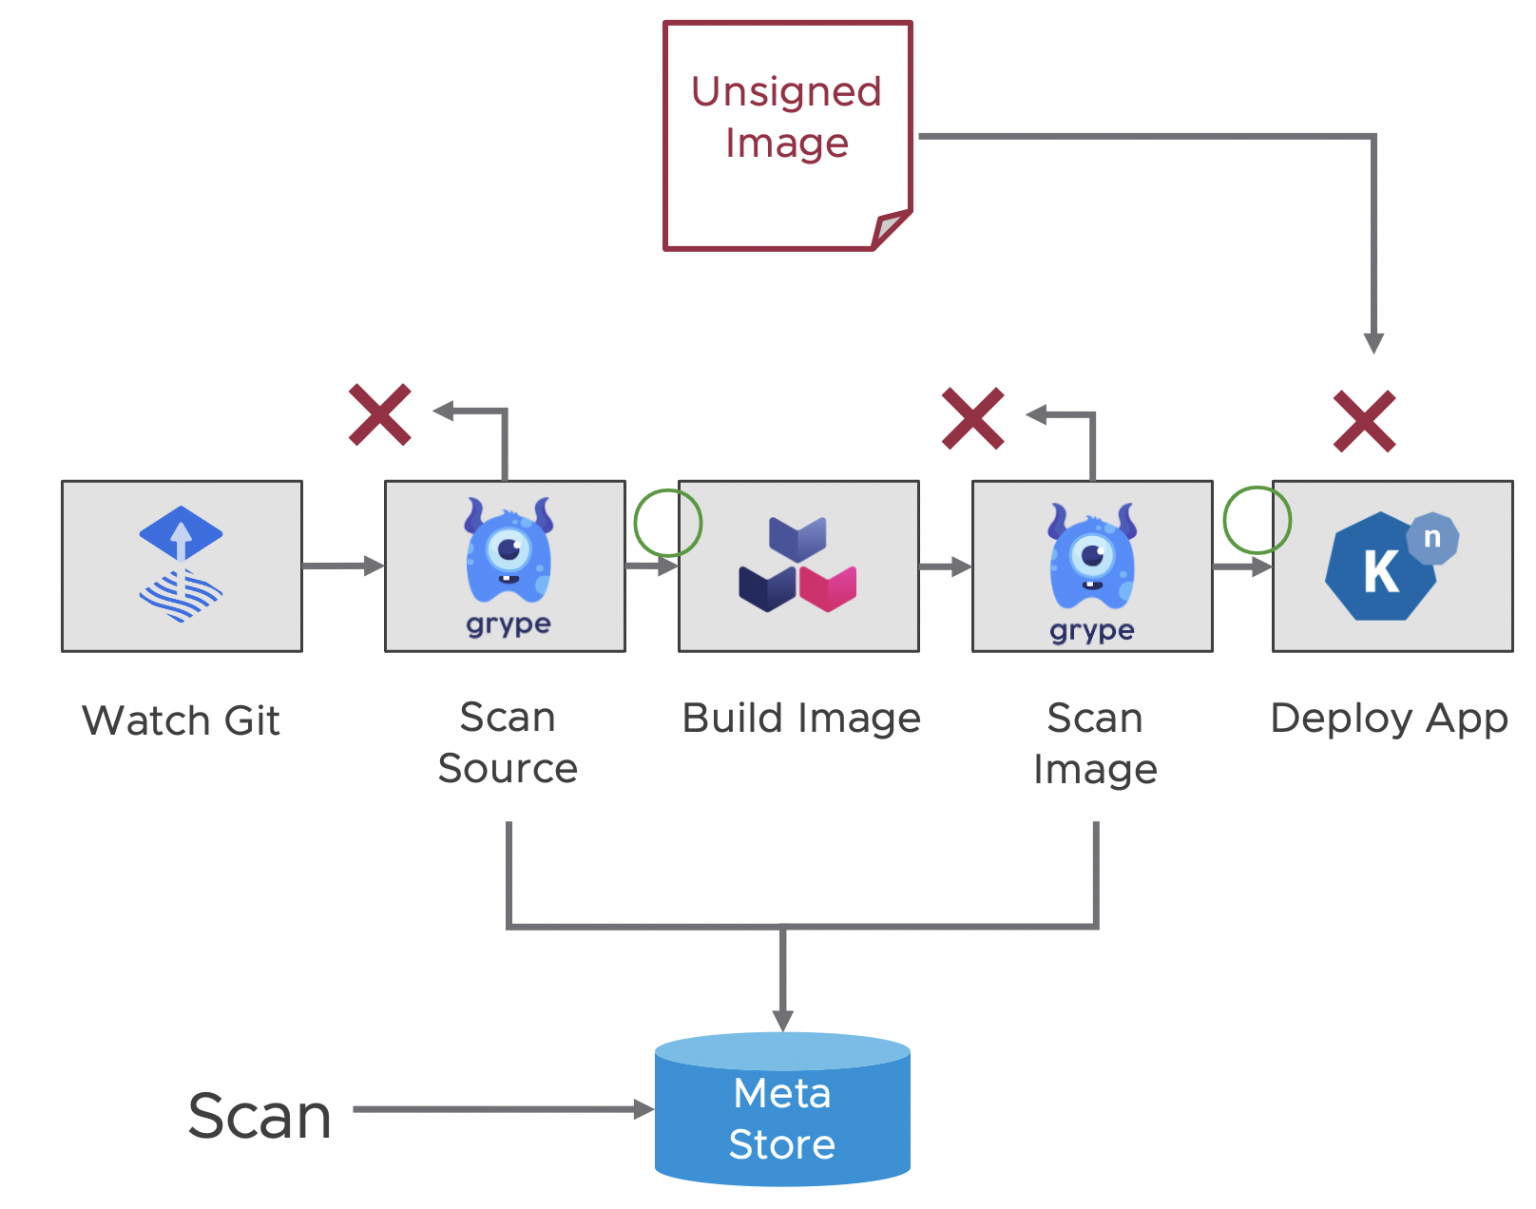 Unsigned
Image
grype
grype
K
n
Watch Git
Scan
Source
Build Image
Scan
Image
Deploy App
Scan
Meta
Store